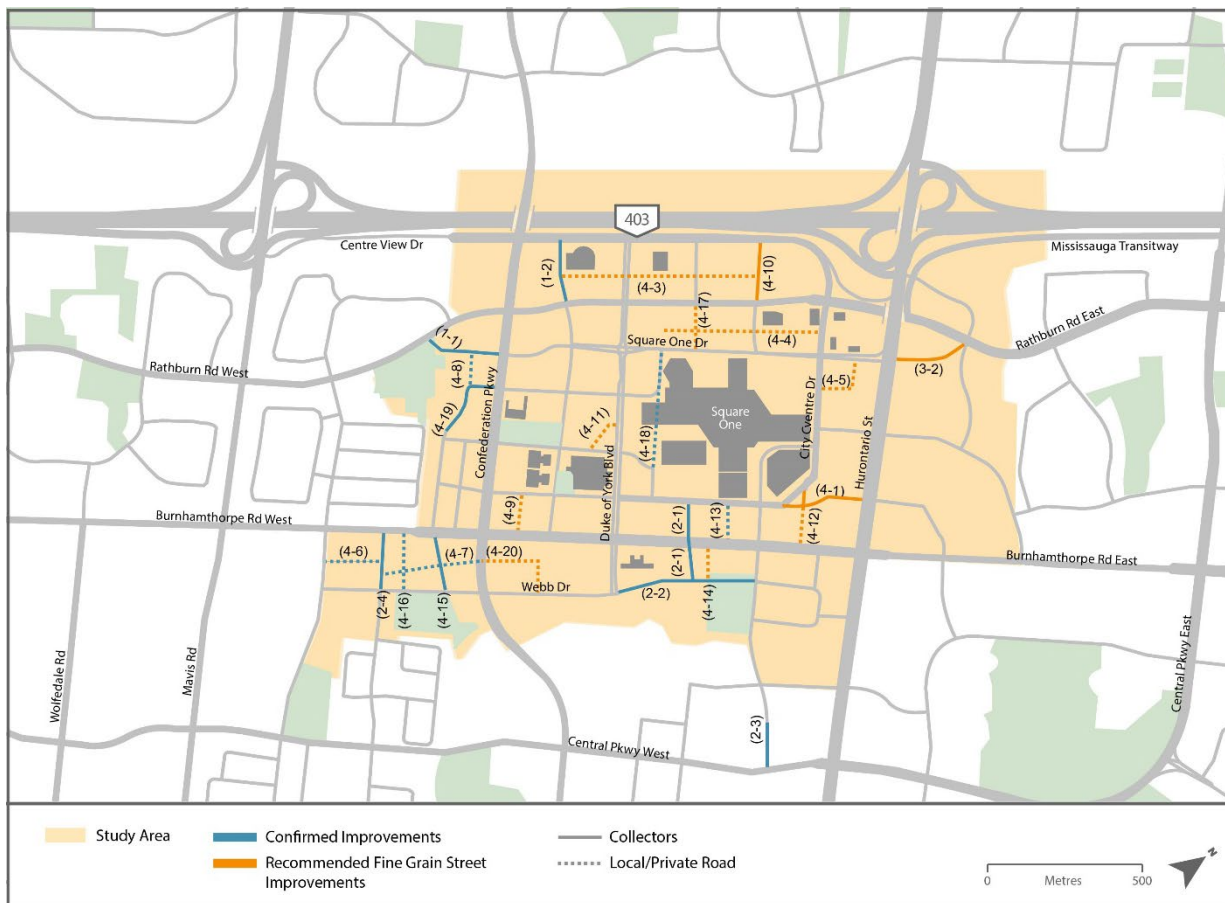 403
Centre View Dr
Mississauga Transitway
(1-2)
(4-3)
(4-10)
(4-17)
(1-1)
Square One Dr
(4-4)
Rathburn Rd East
Rathburn Rd West
(4-8)
(3-2)
(4-5)
(4-19)
Confederation Pkwy
(4-11)
(4-18)
Square
One
City Cventre Dr
Hurontario St
(4-9)
Duke of York Blvd
(4-1)
Burnhamthorpe Rd West
(2-1)
(4-13)
(4-12)
(4-6)
(4-7)
(4-20)
(2-1)
Burnhamthorpe Rd East
Webb Dr
(2-2)
(2-4)
(4-16)
(4-15)
(4-14)
Wolfedale Rd
Mavis Rd
Central Pkwy East
(2-3)
Central Pkwy West
Study Area
Confirmed Improvements
Collectors
Recommended Fine Grain Street
Improvements
Local/Private Road
N
0 Metres 500